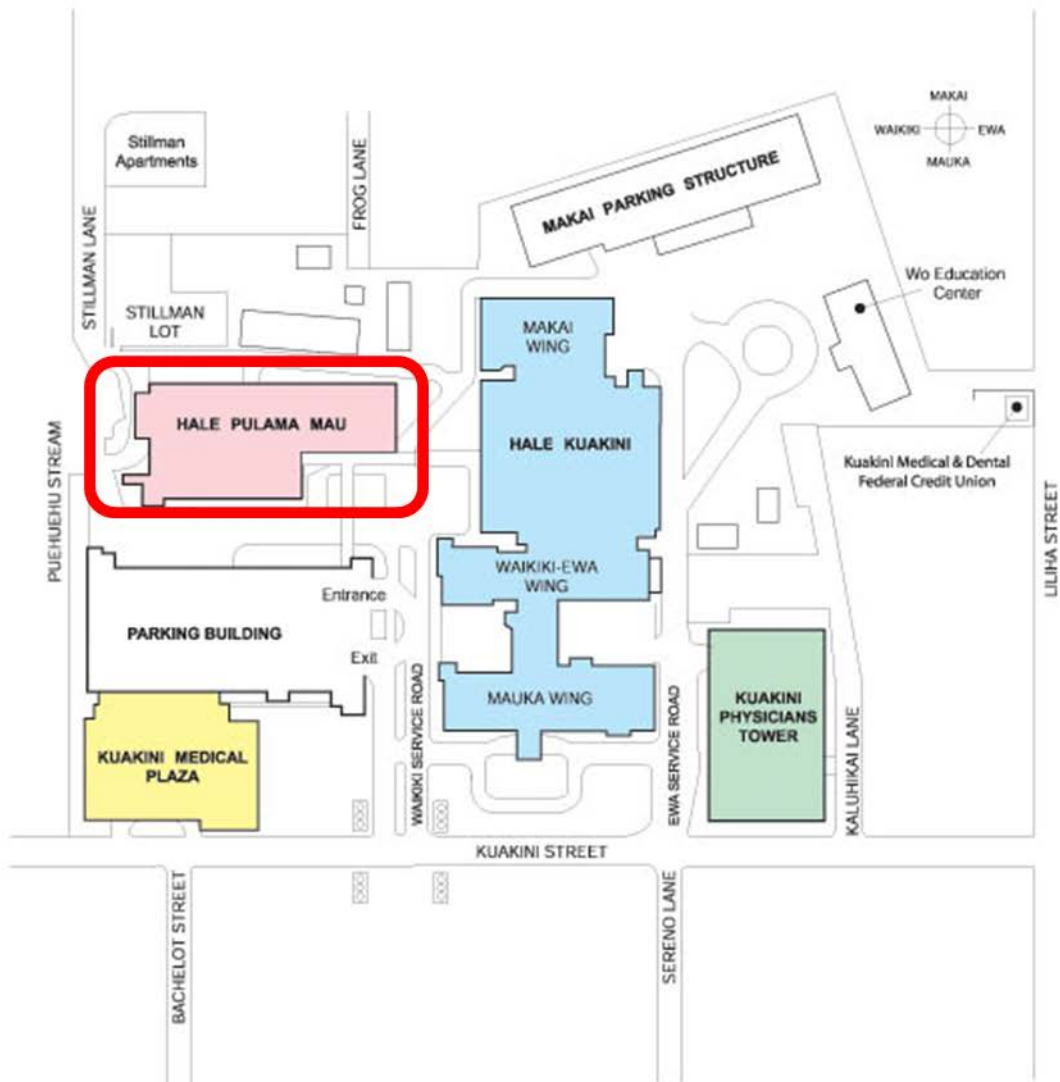 MAKAI
WAIKIKI
EWA
MAUKA
Stillman
Apartments
FROG LANE
MAKAI PARKING STRUCTURE
STILLMAN LANE
Wo Education
Center
STILLMAN
LOT
MAKAI
WING
HALE PULAMA MAU
HALE KUAKINI
Kuakini Medical & Dental
Federal Credit Union
PUEHUEHU STREAM
LILIHA STREET
WAIKIKI-EWA
WING
Entrance
PARKING BUILDING
Exit
MAUKA WING
KUAKINI
PHYSICIANS
TOWER
KUAKINI MEDICAL
PLAZA
WAIKIKI SERVICE ROAD
EWA SERVICE ROAD
KALUHIKAI LANE
KUAKINI STREET
BACHELOT STREET
SERENO LANE